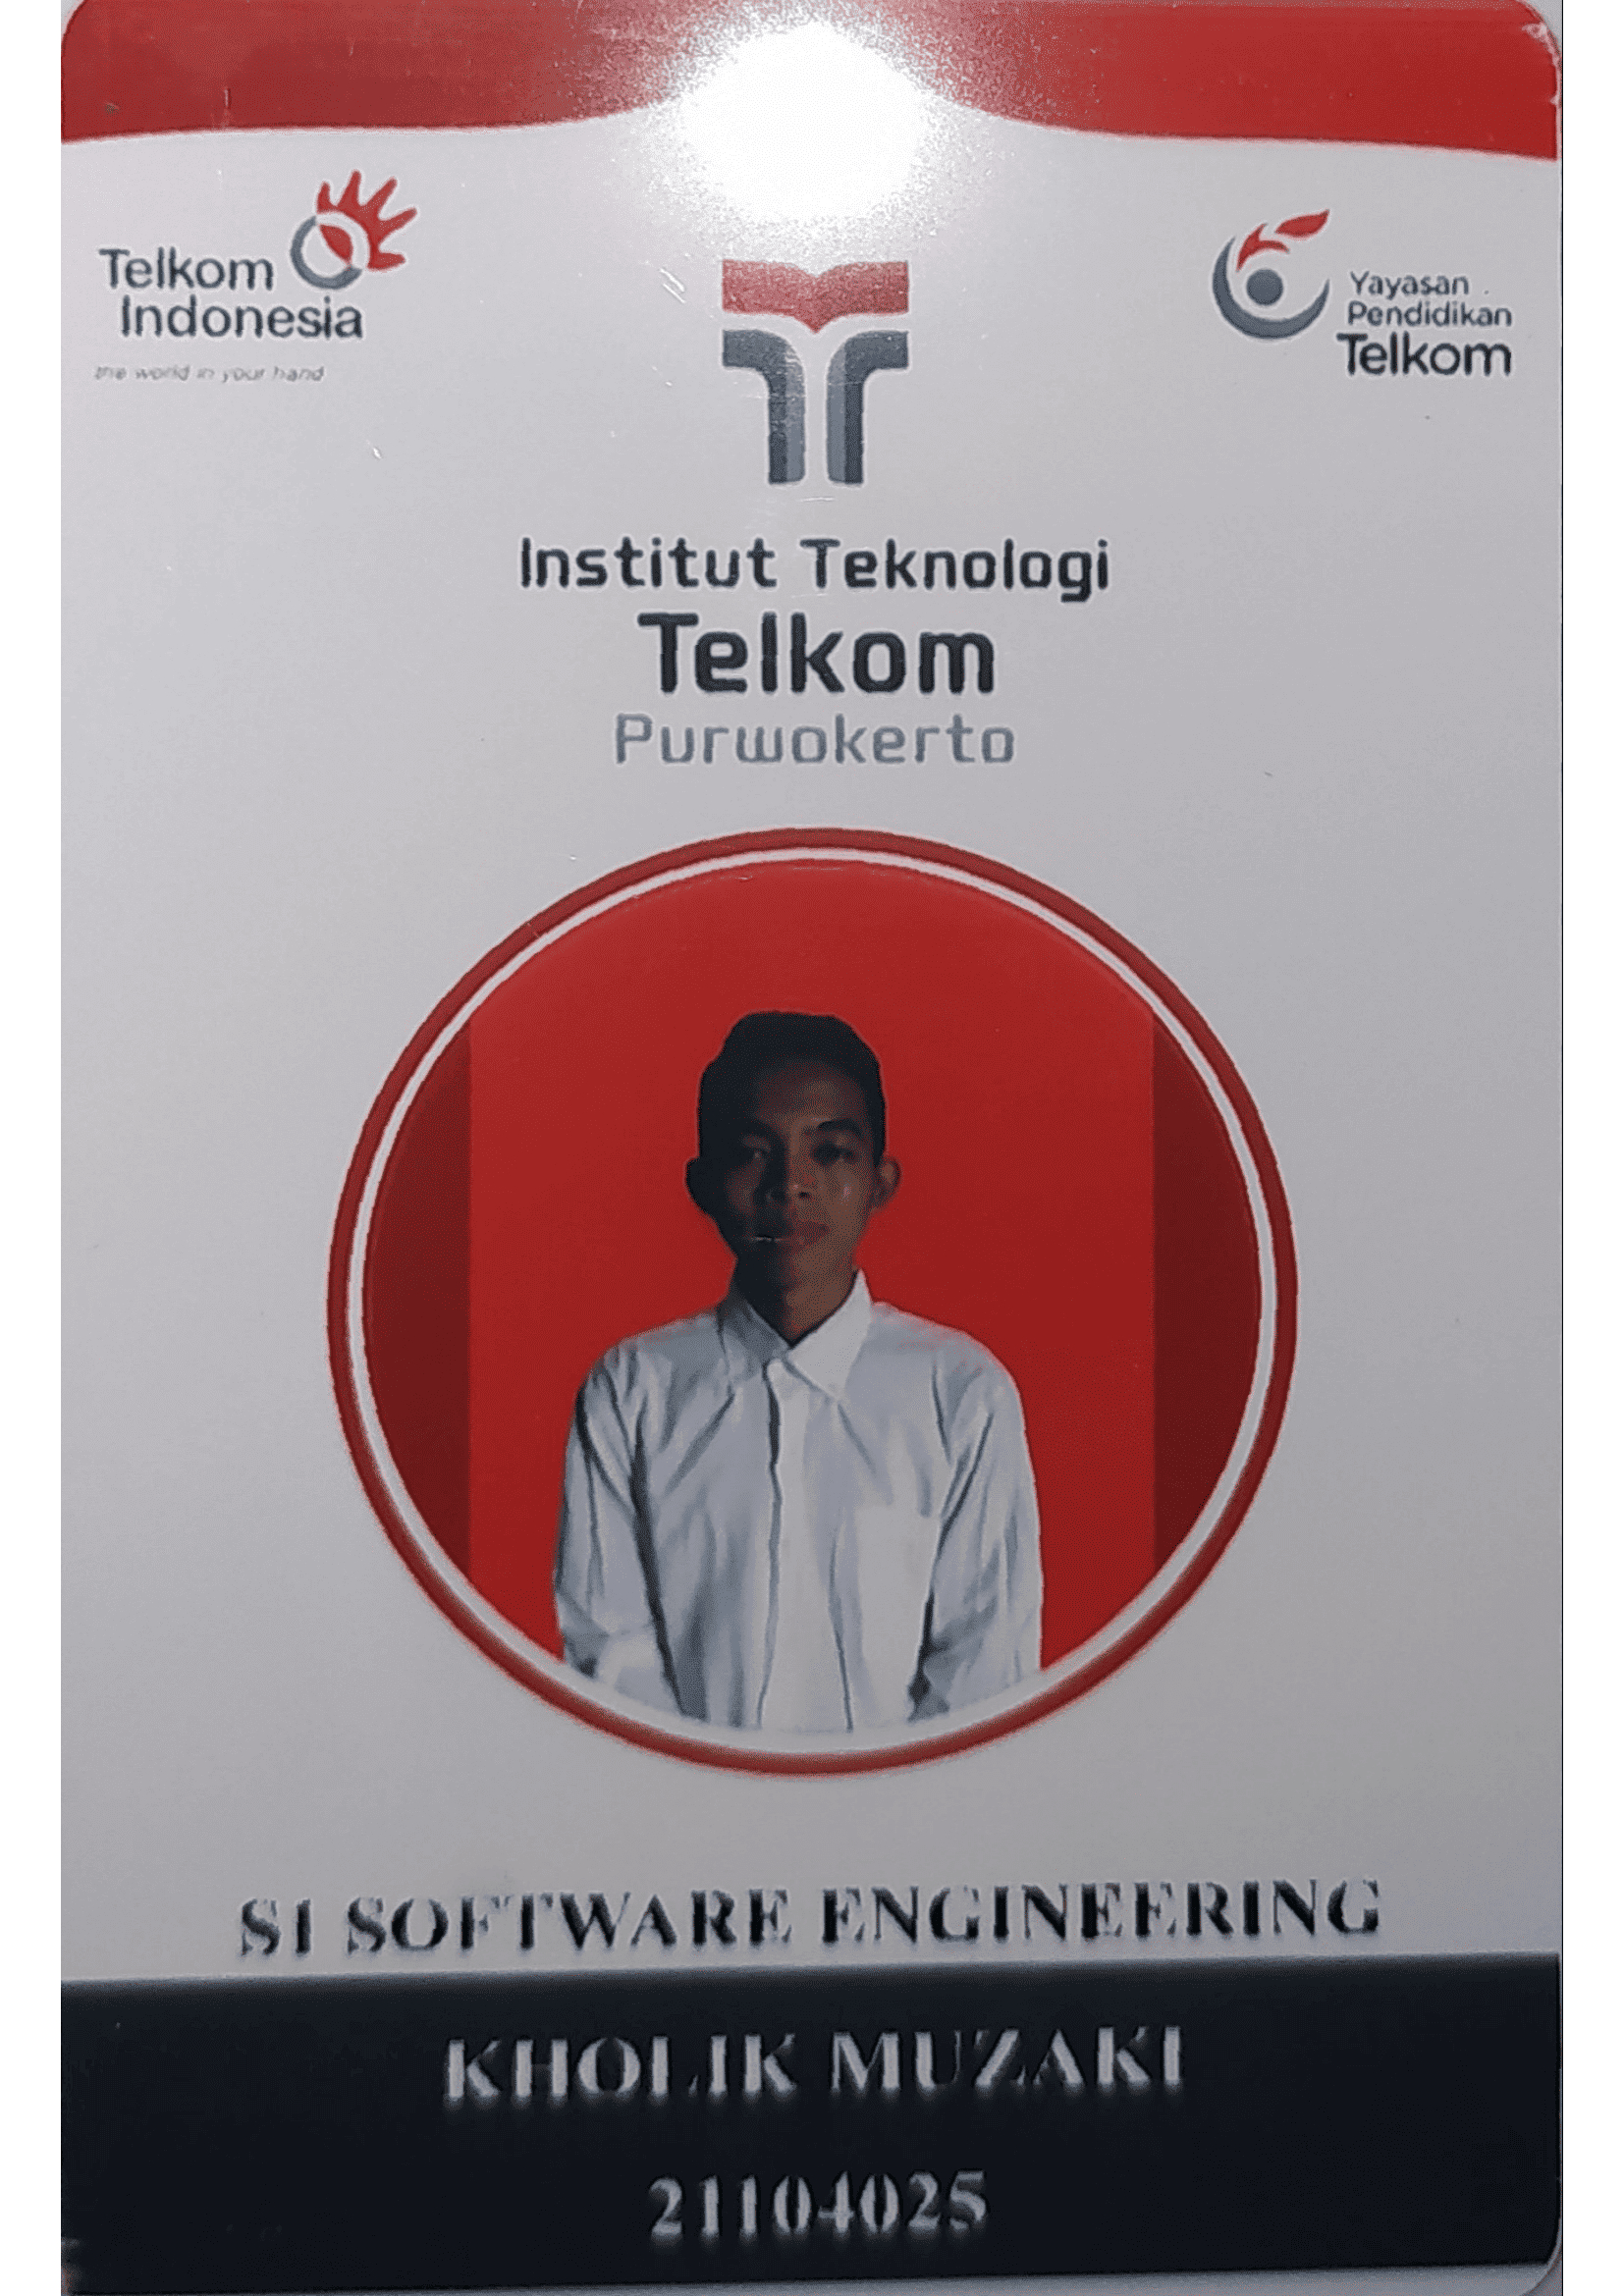 Telkom
Indonesia
the world in your hand
Yayasan
Pendidikan
Telkom
Institut Teknologi
Telkom
Purwokerto
S1 SOFTWARE ENGINEERING
KHOLIK MUZAKI
21104025